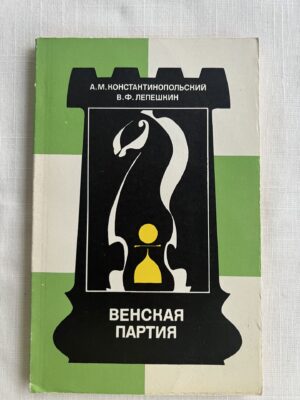 А.М.КОНСТАНТИНОПОЛЬСКИЙ
В.Ф.ЛЕПЕШКИН
ВЕНСКАЯ
ПАРТИЯ